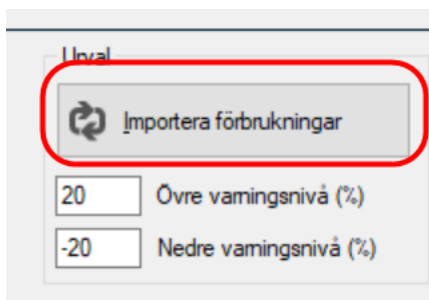 Urval
Importera förbrukningar
20 Övre varningsnivå (%)
-20 Nedre varningsnivå (%)